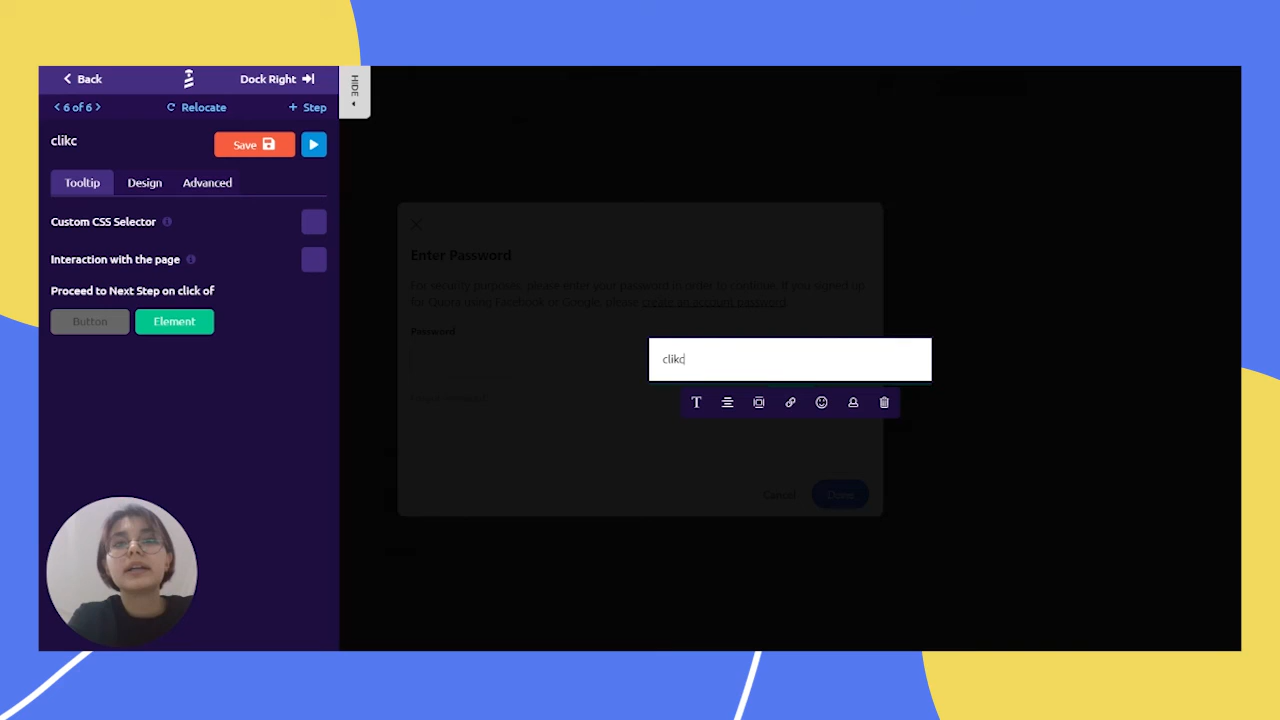 Back
Dock Right
HIDE
6 of 6
Relocate
+ Step
clikc
Save
Tooltip Design Advanced
Custom CSS Selector
Interaction with the page
Proceed to Next Step on click of
Button Element
Enter Password
For security purposes, please enter your password in order to continue. If you signed up
for Quora using Facebook or Google, please create an account password.
Password
clikc
T
Cancel Done